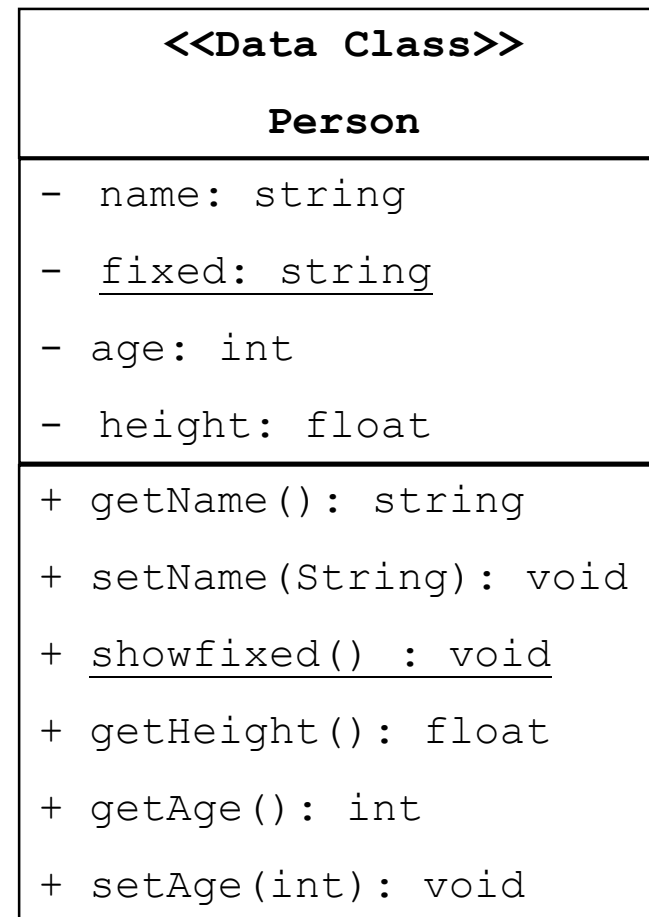 <<Data Class>>
Person
- name: string
- fixed: string
- age: int
- height: float
+ getName(): string
+ setName(String): void
+ showfixed() : void
+ getHeight(): float
+ getAge(): int
+ setAge(int): void